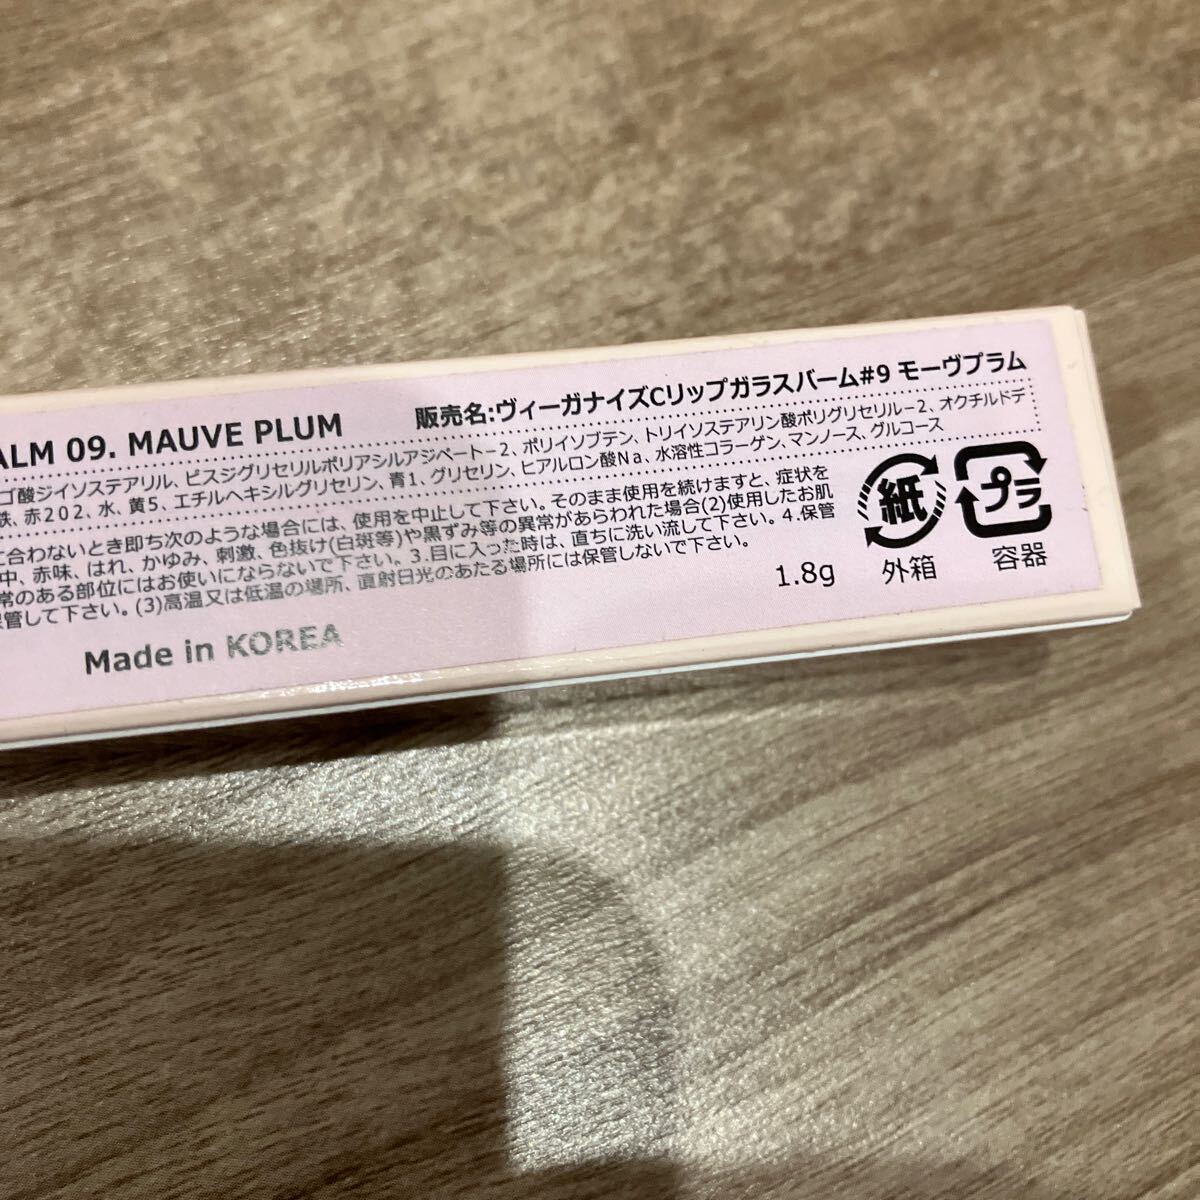 ALM 09. MAUVE PLUM
販売名:ヴィーガナイズCリップガラスバーム#9 モーヴプラム
ゴ酸ジイソステアリル、ビスジグリセリルポリアシルアジペート-2、ポリイソブテン、トリイソステアリン酸ポリグリセリル-2、オクチルドデ
鉄、赤202、水、黄5、エチルヘキシルグリセリン、青1、グリセリン、ヒアルロン酸Na、水溶性コラーゲン、マンノース、グルコース
に合わないとき即ち次のような場合には、使用を中止して下さい。そのまま使用を続けますと、症状を
中、赤味、はれ、かゆみ、刺激、色抜け(白斑等)や黒ずみ等の異常があらわれた場合(2)使用したお肌
常のある部位にはお使いにならないで下さい。3.目に入った時は、直ちに洗い流して下さい。4.保管
保管して下さい。(3)高温又は低温の場所、直射日光のあたる場所には保管しないで下さい。
1.8g
紙
外箱
プラ
容器
Made in KOREA